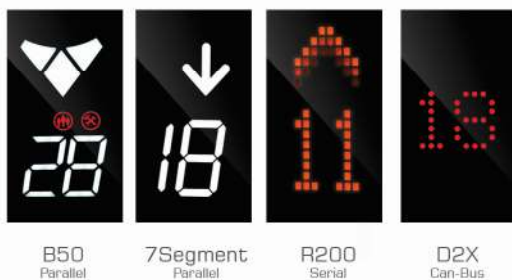 28
18
11
18
B50
Parallel
7Segment
Parallel
R200
Serial
D2X
Can-Bus